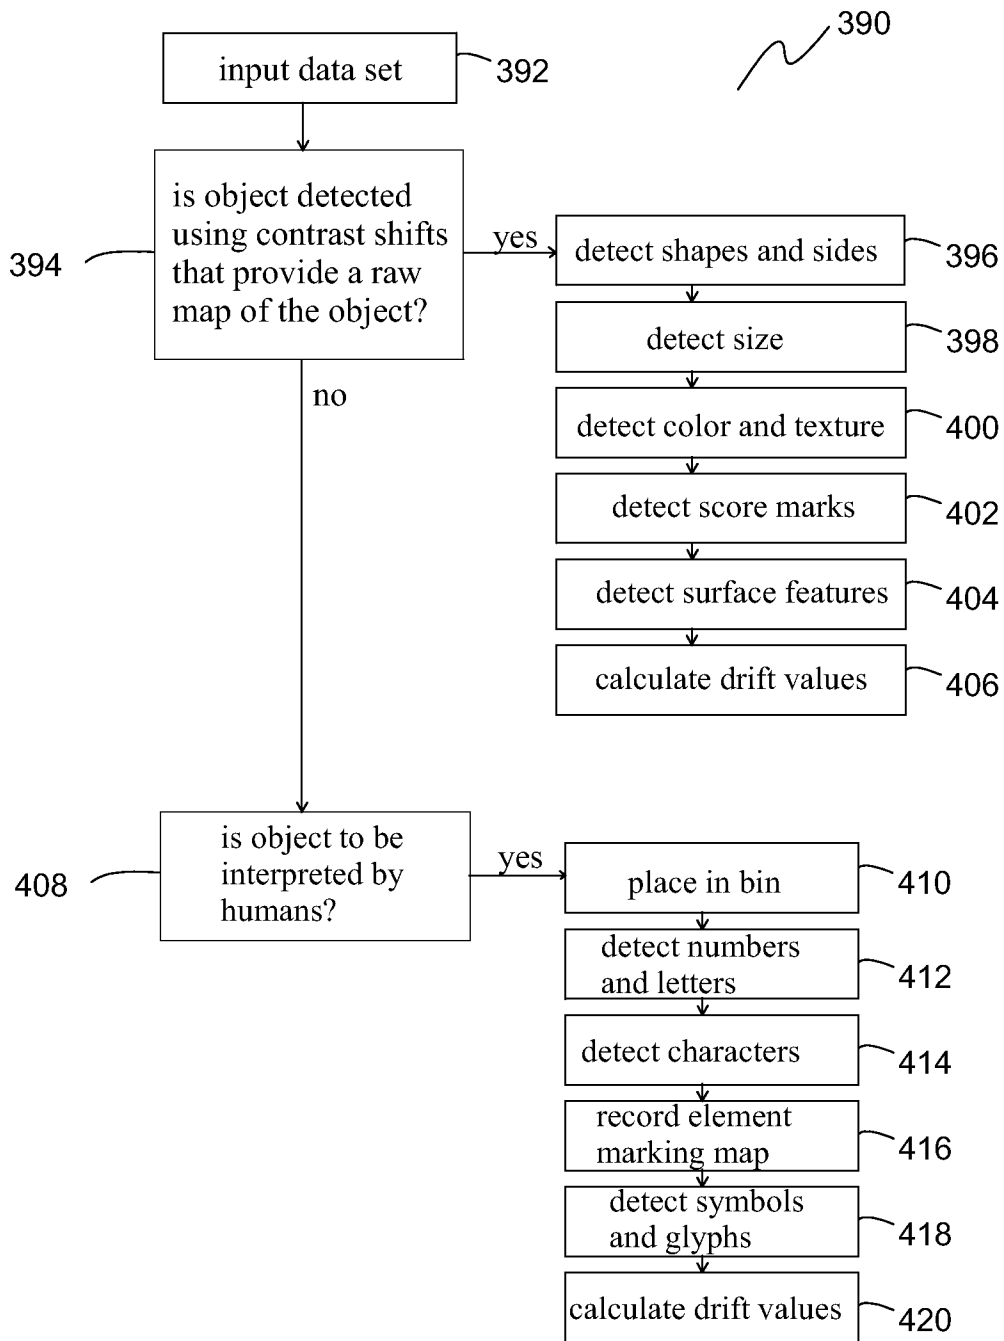 390
input data set
392
is object detected
using contrast shifts
that provide a raw
map of the object?
394
yes
detect shapes and sides
396
detect size
398
no
detect color and texture
400
detect score marks
402
detect surface features
404
calculate drift values
406
is object to be
interpreted by
humans?
408
yes
place in bin
410
detect numbers
and letters
412
detect characters
414
record element
marking map
416
detect symbols
and glyphs
418
calculate drift values
420